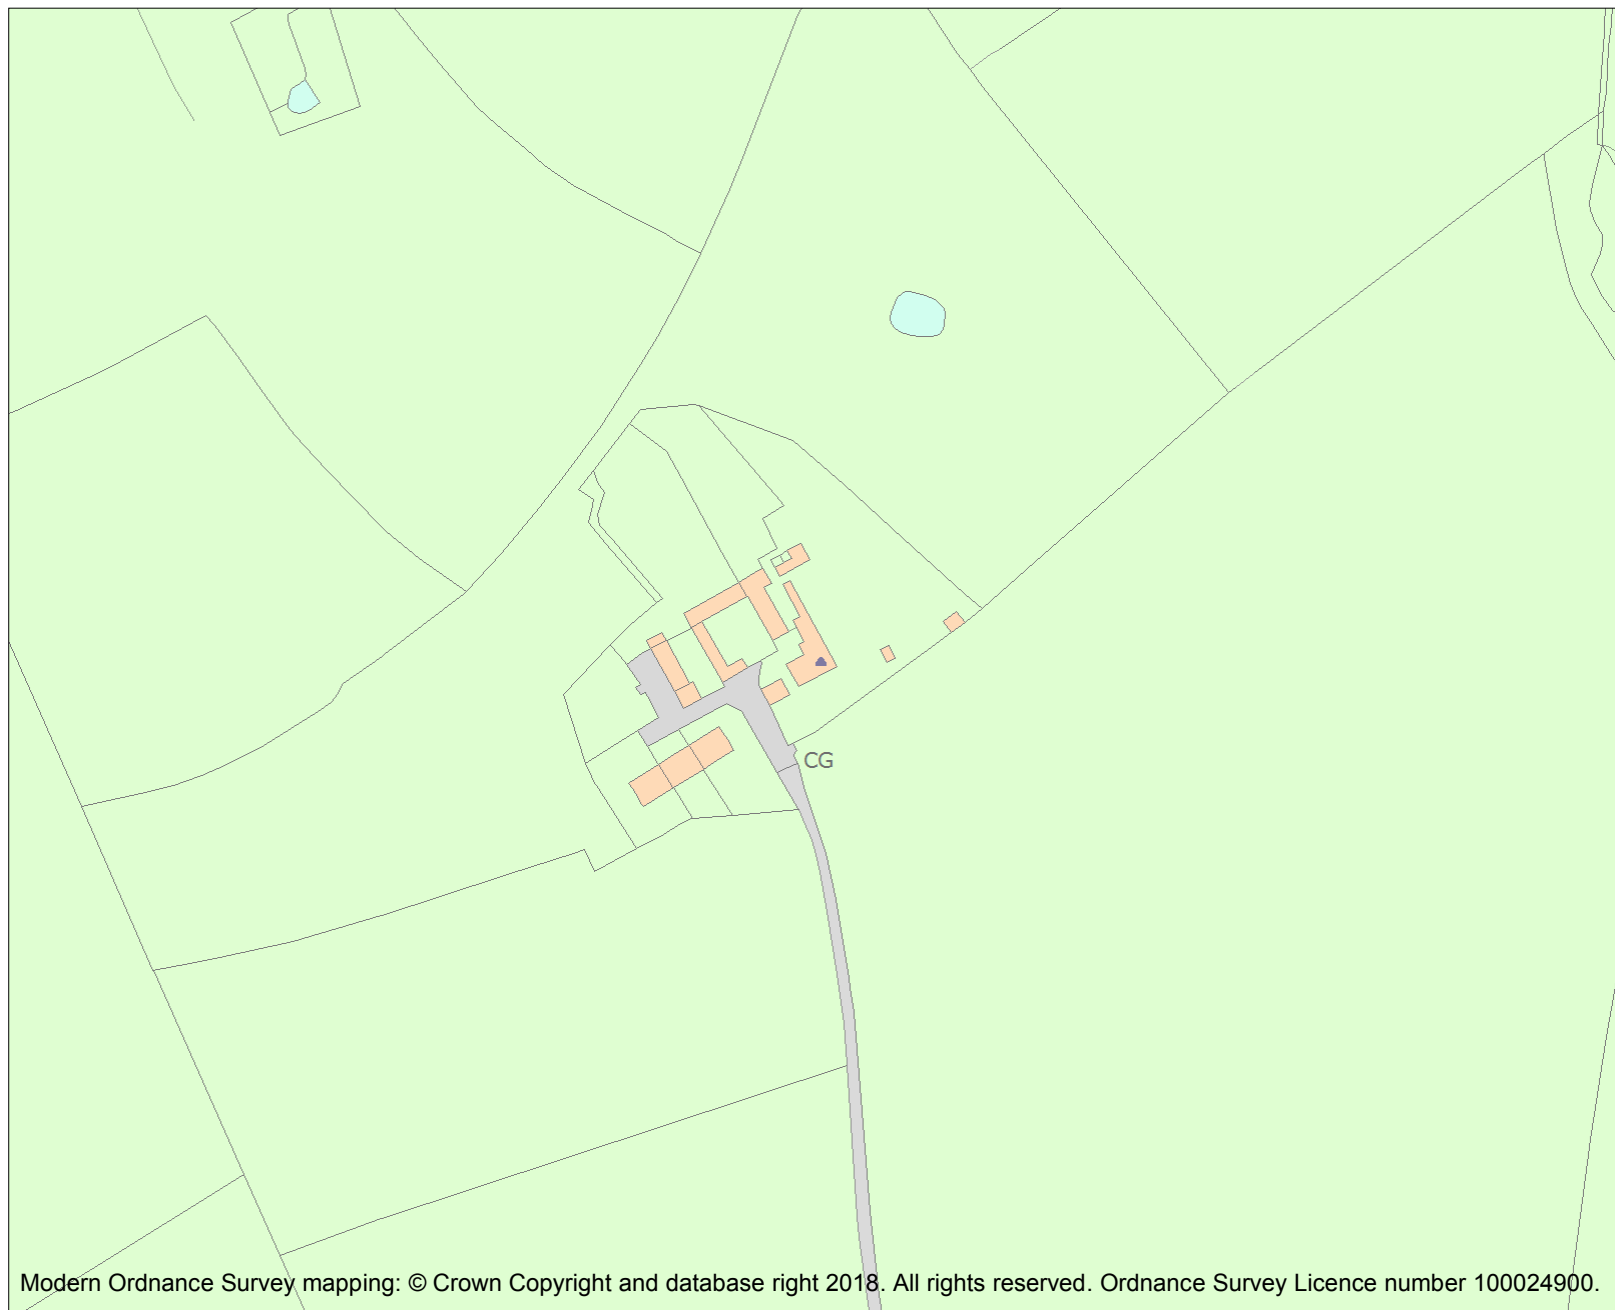 CG
Modern Ordnance Survey mapping: © Crown Copyright and database right 2018. All rights reserved. Ordnance Survey Licence number 100024900.